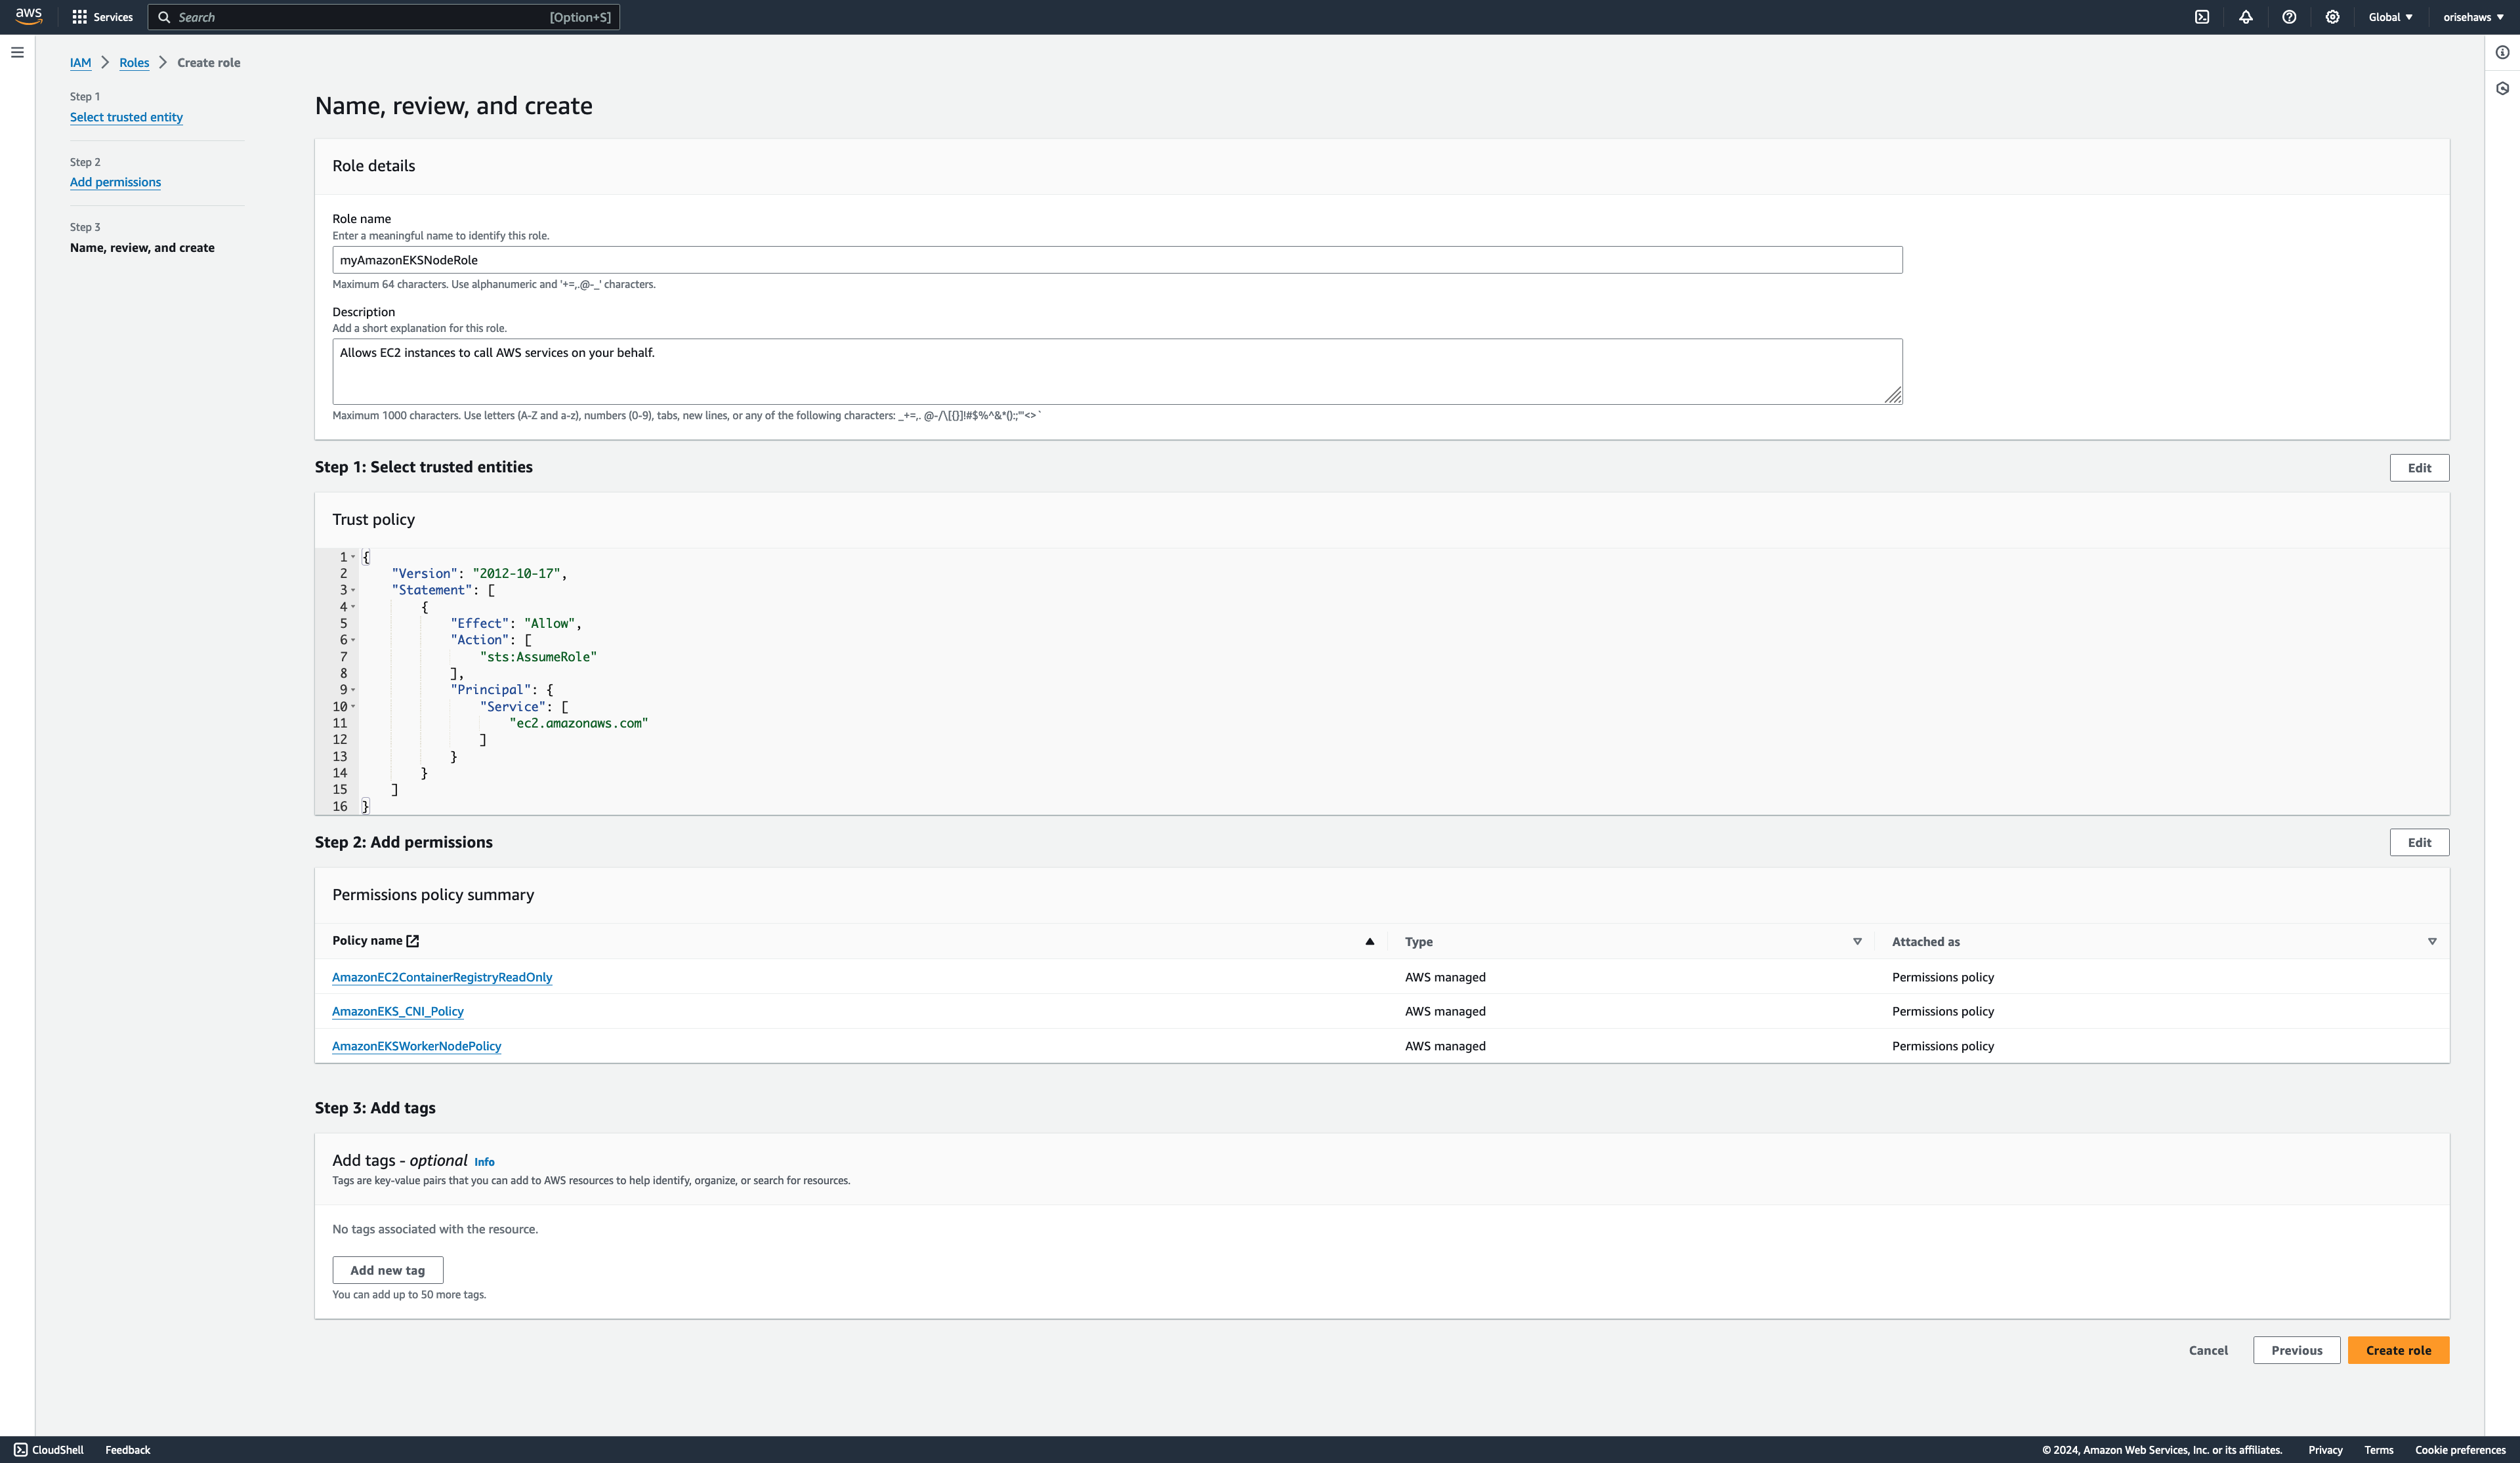 aws
Services
Search
[Option+S]
Global
orisehaws
IAM
Roles
Create role
Step 1
Select trusted entity
Step 2
Add permissions
Step 3
Name, review, and create
Name, review, and create
Role details
Role name
Enter a meaningful name to identify this role.
myAmazonEKSNodeRole
Maximum 64 characters. Use alphanumeric and '+=,.@-_' characters.
Description
Add a short explanation for this role.
Allows EC2 instances to call AWS services on your behalf.
Maximum 1000 characters. Use letters (A-Z and a-z), numbers (0-9), tabs, new lines, or any of the following characters: _+=,. @-/\[{}]!#$%^&*();:;"'<>`
Step 1: Select trusted entities
Edit
Trust policy
1 {
2 "Version": "2012-10-17",
3 "Statement": [
4 {
5 "Effect": "Allow",
6 "Action": [
7 "sts:AssumeRole"
8 ],
9 "Principal": {
10 "Service": [
11 "ec2.amazonaws.com"
12 ]
13 }
14 }
15 ]
16 }
Step 2: Add permissions
Edit
Permissions policy summary
Policy name
Type
Attached as
AmazonEC2ContainerRegistryReadOnly
AWS managed
Permissions policy
AmazonEKS_CNI_Policy
AWS managed
Permissions policy
AmazonEKSWorkerNodePolicy
AWS managed
Permissions policy
Step 3: Add tags
Add tags - optional Info
Tags are key-value pairs that you can add to AWS resources to help identify, organize, or search for resources.
No tags associated with the resource.
Add new tag
You can add up to 50 more tags.
Cancel
Previous
Create role
CloudShell
Feedback
© 2024, Amazon Web Services, Inc. or its affiliates.
Privacy
Terms
Cookie preferences